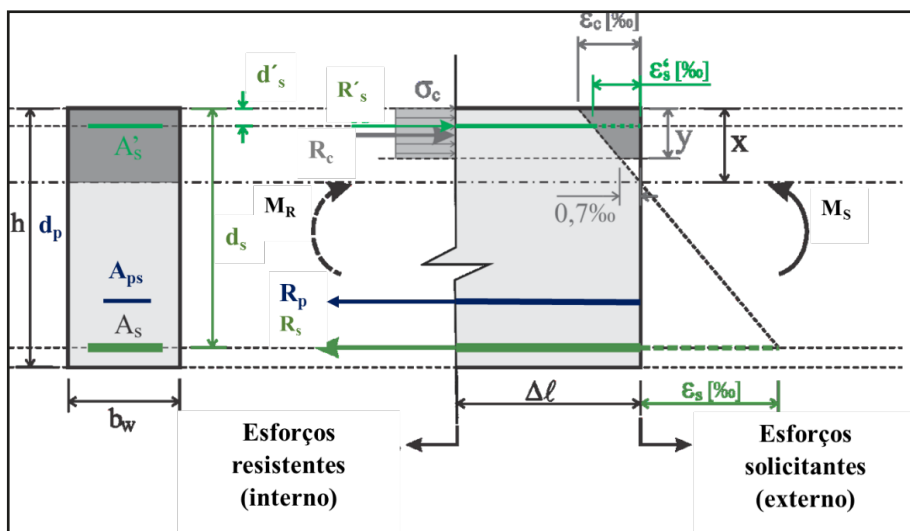 εc [‰]
d´s
R´s
σc
ε‘s [‰]
A's
Rc
y
x
MR
0,7‰
MS
h
dp
ds
Aps
As
Rp
Rs
bw
Δℓ
εs [‰]
Esforços
resistentes
(interno)
Esforços
solicitantes
(externo)